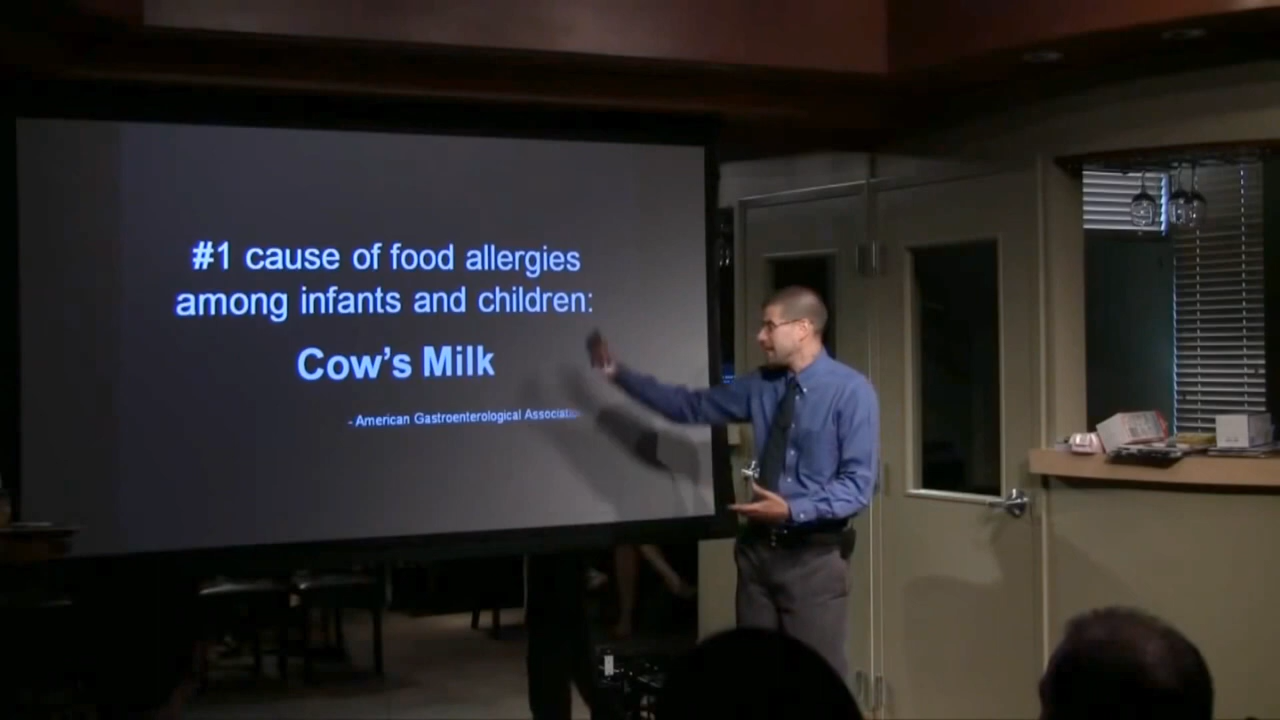 #1 cause of food allergies
among infants and children:
Cow's Milk
- American Gastroenterological Association